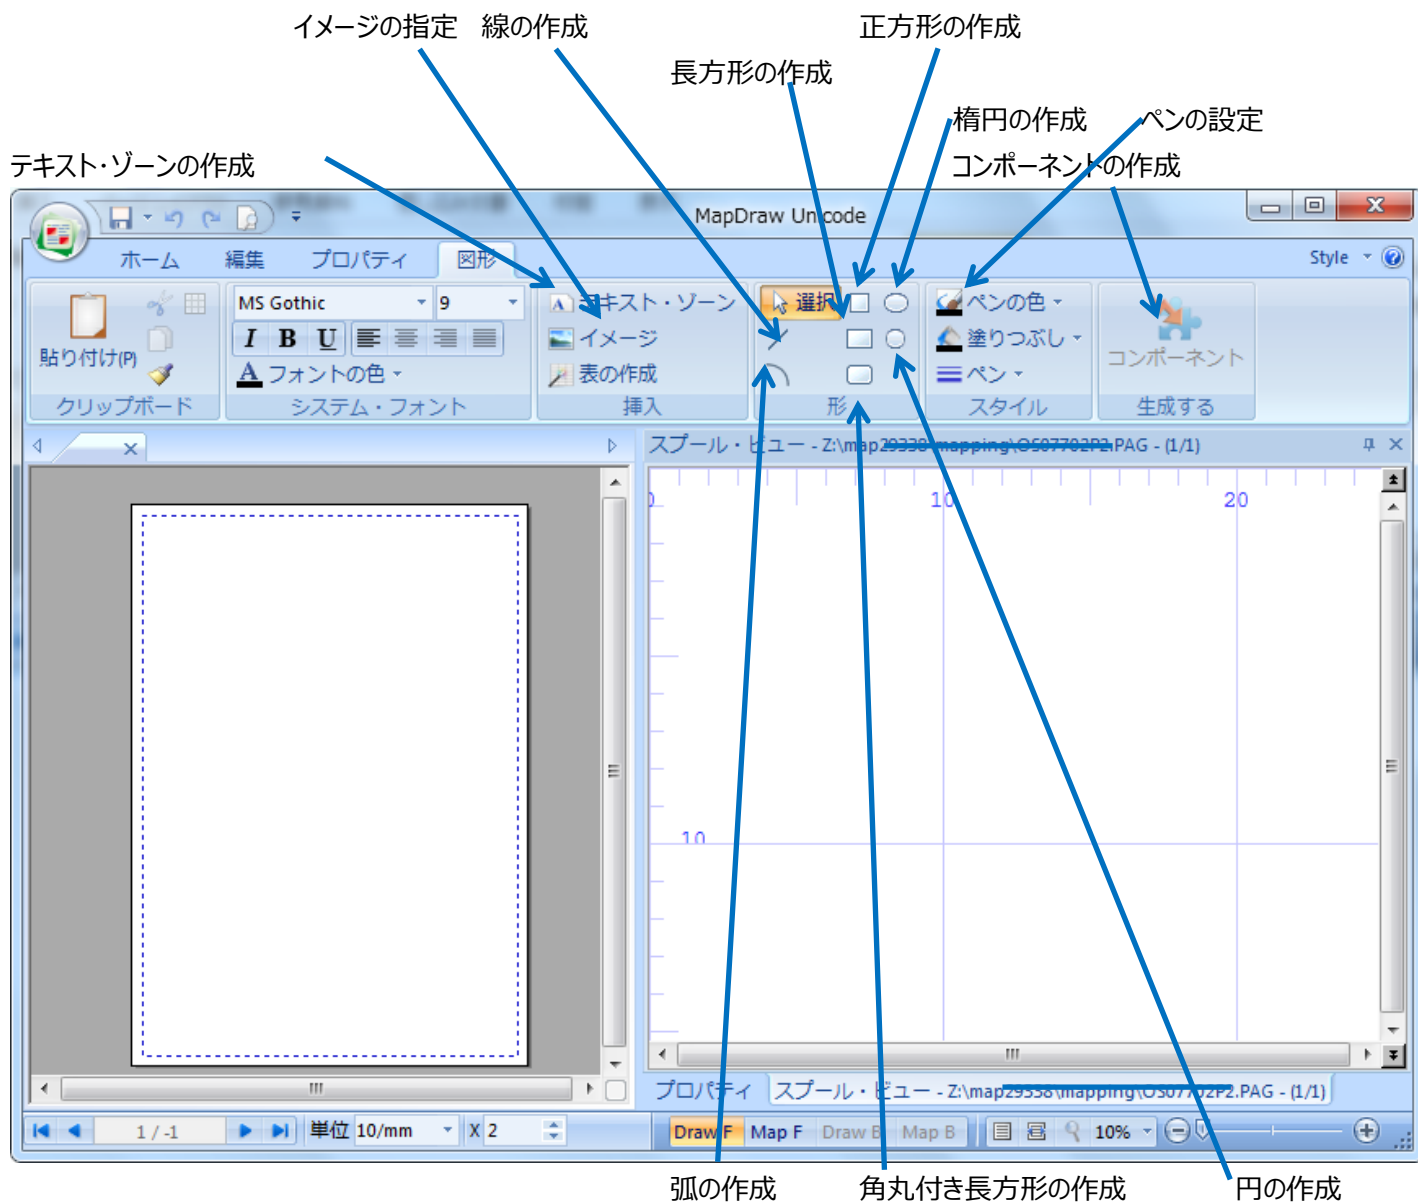 イメージの指定 線の作成 正方形の作成
長方形の作成
楕円の作成 ペンの設定
テキスト・ゾーンの作成 コンポーネントの作成
MapDraw Unicode
ホーム 編集 プロパティ 図形 Style
MS Gothic 9 テキスト・ゾーン 選択 ペンの色
I B U イメージ 塗りつぶし
貼り付け(P) コンポーネント
A フォントの色 表の作成 ペン
クリップボード システム・フォント 挿入 形 スタイル 生成する
スプール・ビュー - Z:\map29338\mapping\OS07702P2.PAG - (1/1)
0 10 20
10
プロパティ スプール・ビュー - Z:\map29338\mapping\OS07702P2.PAG - (1/1)
1 / -1 単位 10/mm X 2 Draw F Map F Draw B Map B 10%
弧の作成 角丸付き長方形の作成 円の作成